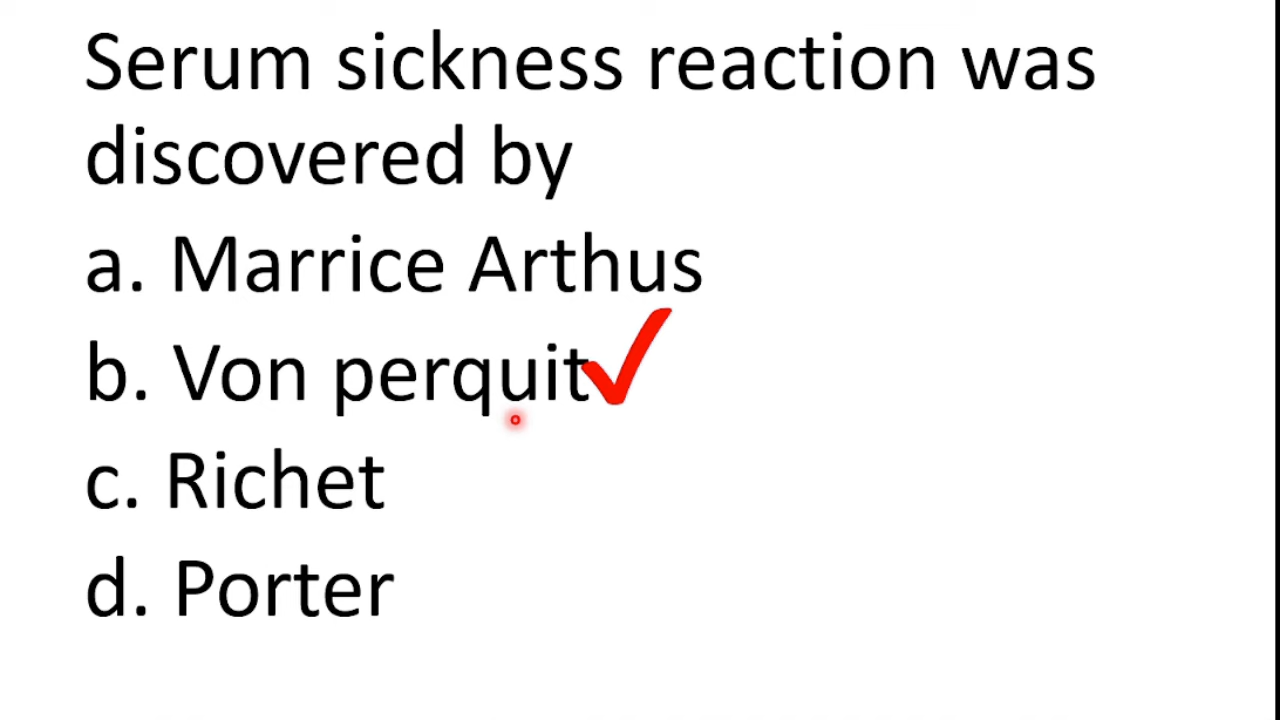 Serum sickness reaction was
discovered by
a. Marrice Arthus
b. Von perquit
c. Richet
d. Porter